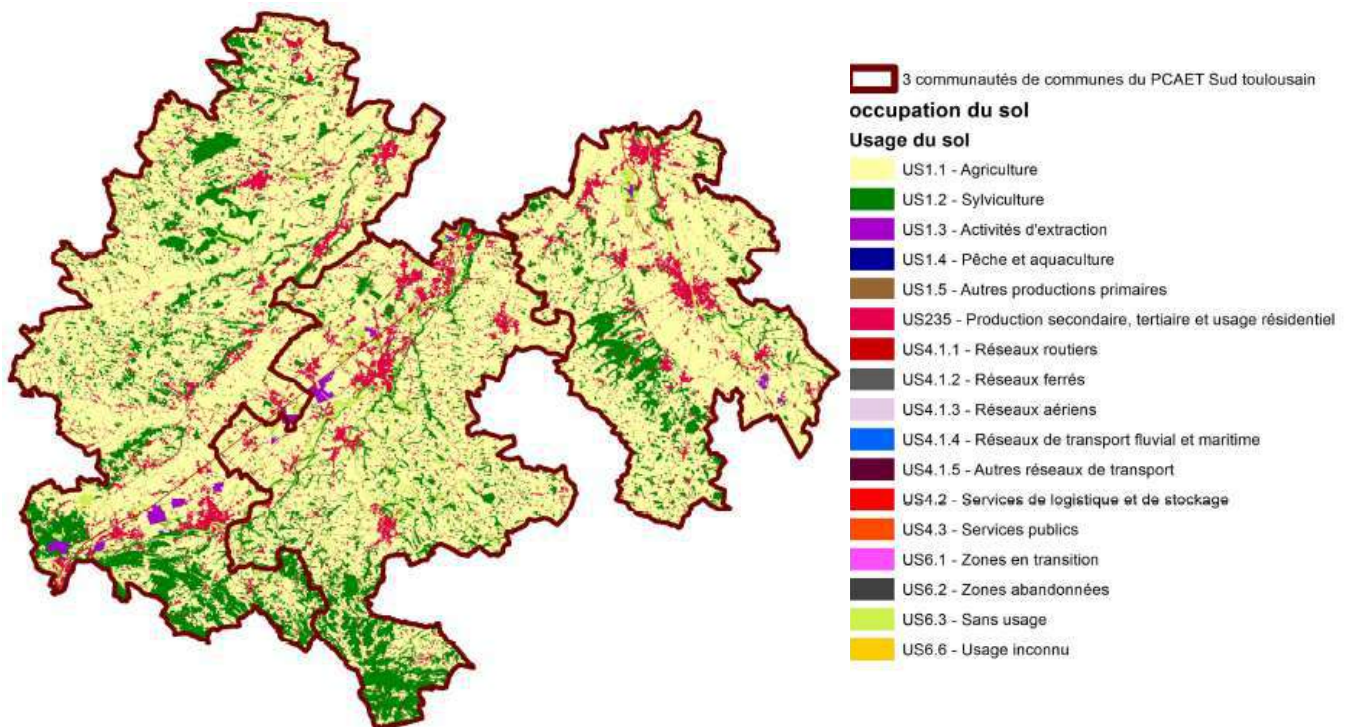 3 communautés de communes du PCAET Sud toulousain
occupation du sol
Usage du sol
US1.1 - Agriculture
US1.2 - Sylviculture
US1.3 - Activités d'extraction
US1.4 - Pêche et aquaculture
US1.5 - Autres productions primaires
US235 - Production secondaire, tertiaire et usage résidentiel
US4.1.1 - Réseaux routiers
US4.1.2 - Réseaux ferrés
US4.1.3 - Réseaux aériens
US4.1.4 - Réseaux de transport fluvial et maritime
US4.1.5 - Autres réseaux de transport
US4.2 - Services de logistique et de stockage
US4.3 - Services publics
US6.1 - Zones en transition
US6.2 - Zones abandonnées
US6.3 - Sans usage
US6.6 - Usage inconnu